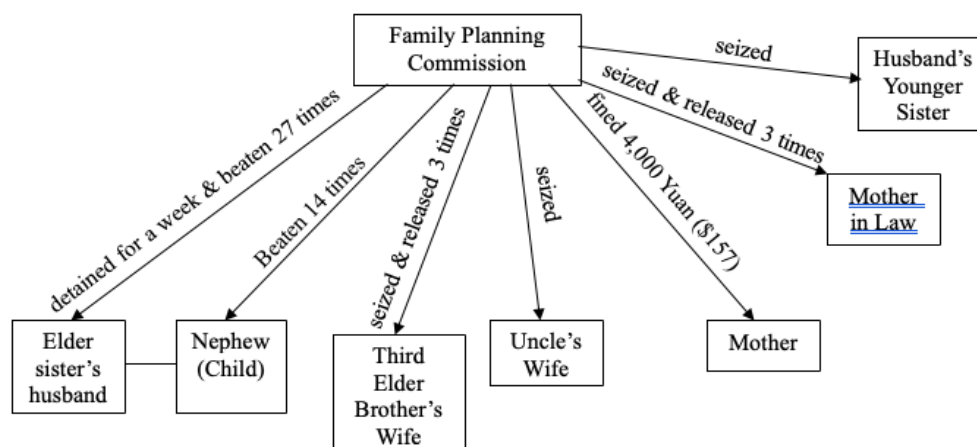 Family Planning
Commission
seized
Husband's
Younger
Sister
seized & released 3 times
Mother
in Law
fined 4,000 Yuan ($157)
seized
seized & released 3 times
Beaten 14 times
detained for a week & beaten 27 times
Elder
sister's
husband
Nephew
(Child)
Third
Elder
Brother's
Wife
Uncle's
Wife
Mother